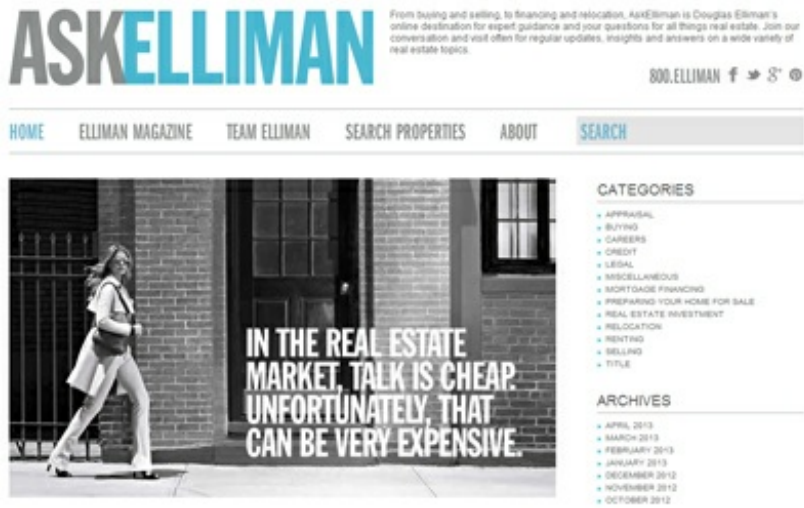 ASKELLIMAN
From buying and selling, to financing and relocation, AskElliman is Douglas Elliman's
online destination for expert guidance and your questions for all things real estate. Join our
conversation and visit often for regular updates, insights and answers on a wide variety of
real estate topics.
800.ELLIMAN
HOME ELLIMAN MAGAZINE TEAM ELLIMAN SEARCH PROPERTIES ABOUT SEARCH
IN THE REAL ESTATE
MARKET, TALK IS CHEAP.
UNFORTUNATELY, THAT
CAN BE VERY EXPENSIVE.
CATEGORIES
APPRAISAL
BUYING
CAREERS
CREDIT
LEGAL
MISCELLANEOUS
MORTGAGE FINANCING
PREPARING YOUR HOME FOR SALE
REAL ESTATE INVESTMENT
RELOCATION
RENTING
SELLING
TITLE
ARCHIVES
APRIL 2013
MARCH 2013
FEBRUARY 2013
JANUARY 2013
DECEMBER 2012
NOVEMBER 2012
OCTOBER 2012